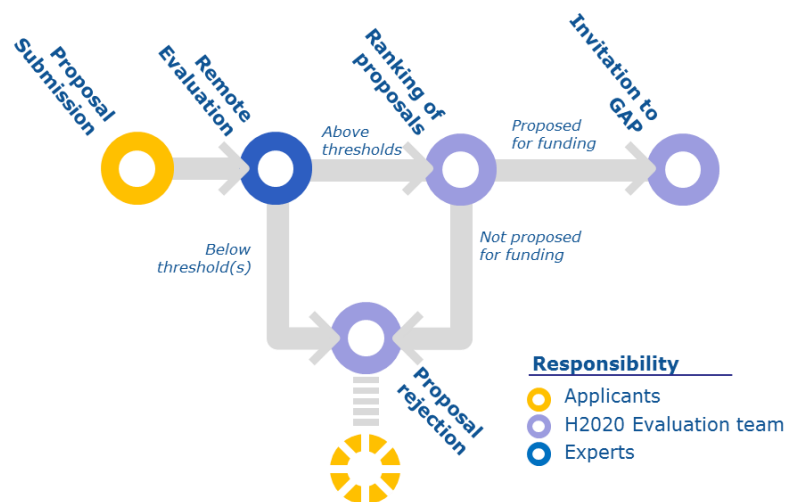 Proposal
Submission
Remote
Evaluation
Ranking of
proposals
Invitation to
GAP
Above
thresholds
Proposed
for funding
Below
threshold(s)
Not proposed
for funding
Proposal
rejection
Responsibility
Applicants
H2020 Evaluation team
Experts